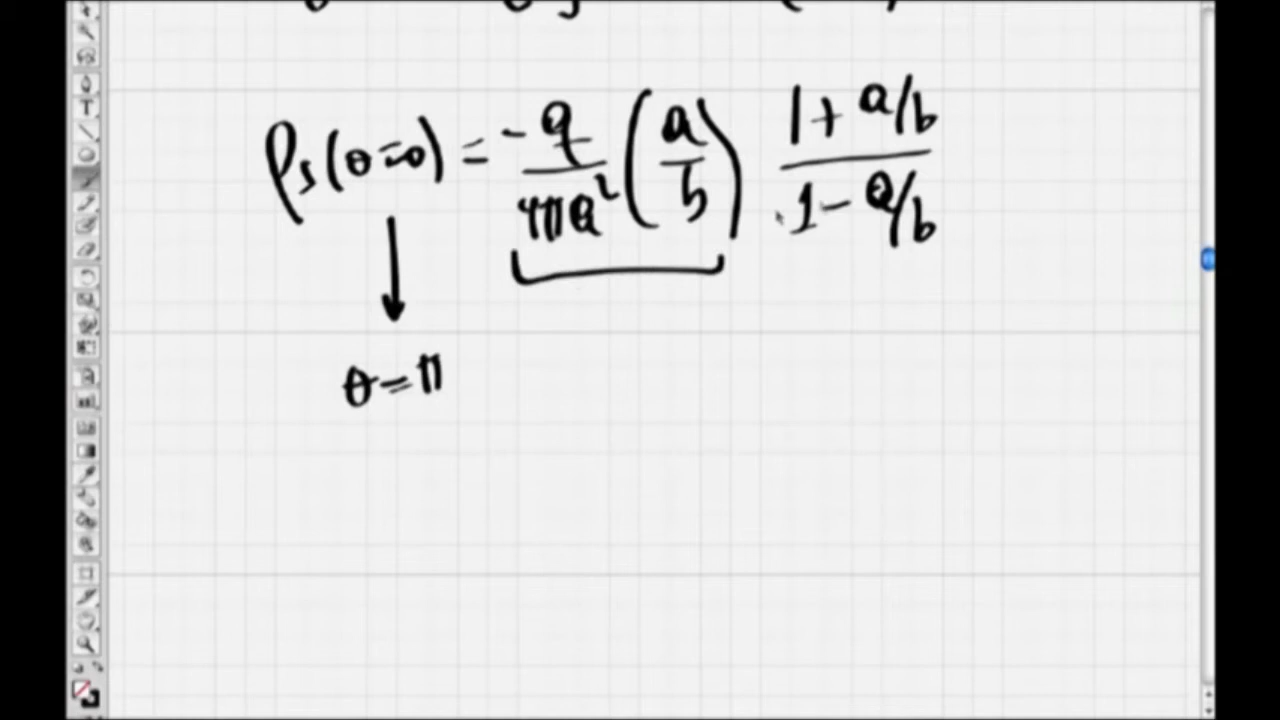 ρs(θ=0) = -q/4πa² (a/b) 1 + a/b / 1 - a/b
θ = π